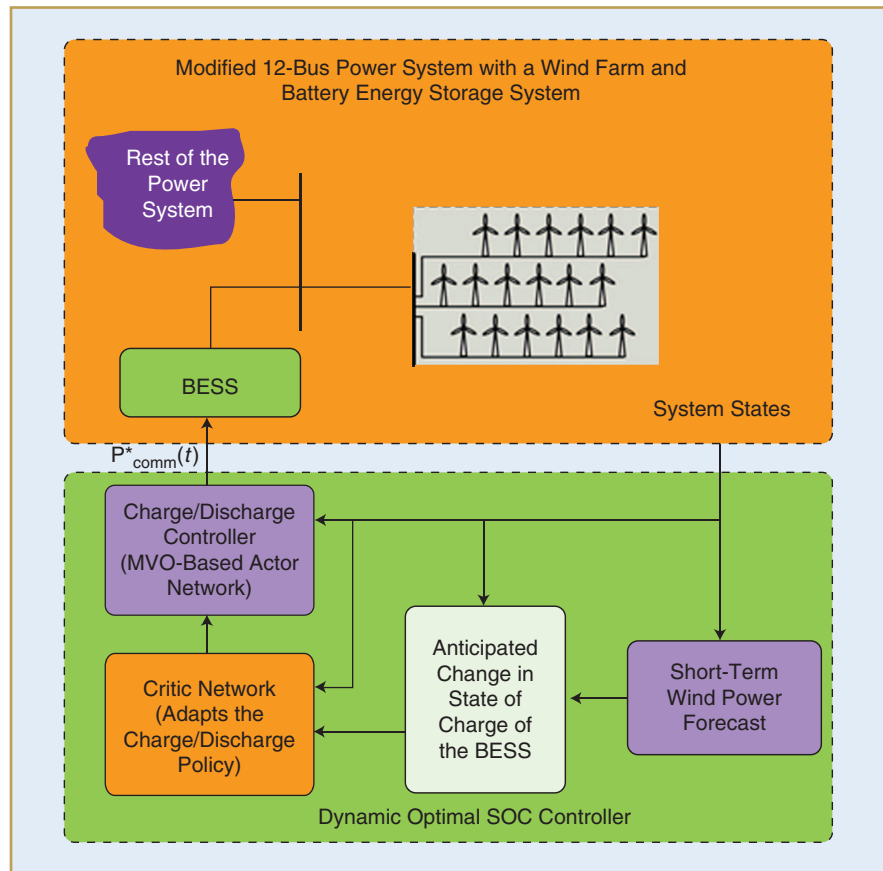 Modified 12-Bus Power System with a Wind Farm and
Battery Energy Storage System
Rest of the
Power
System
BESS
System States
P*comm(t)
Charge/Discharge
Controller
(MVO-Based Actor
Network)
Critic Network
(Adapts the
Charge/Discharge
Policy)
Anticipated
Change in
State of
Charge of
the BESS
Short-Term
Wind Power
Forecast
Dynamic Optimal SOC Controller